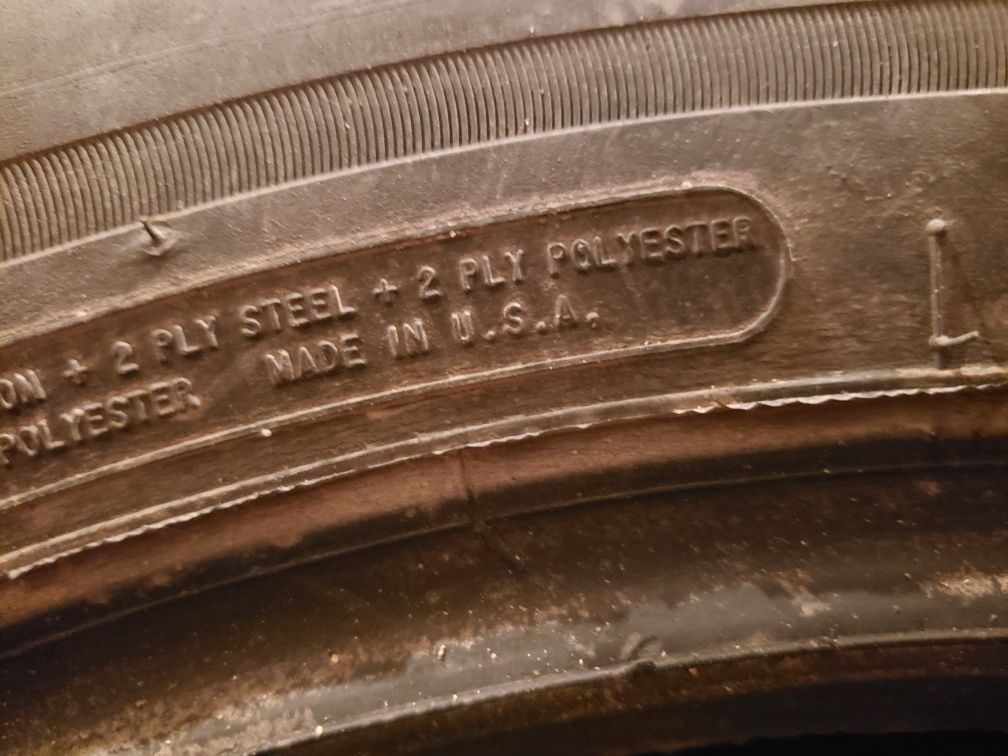 ON + 2 PLY STEEL + 2 PLY POLYESTER
POLYESTER MADE IN U.S.A.
L